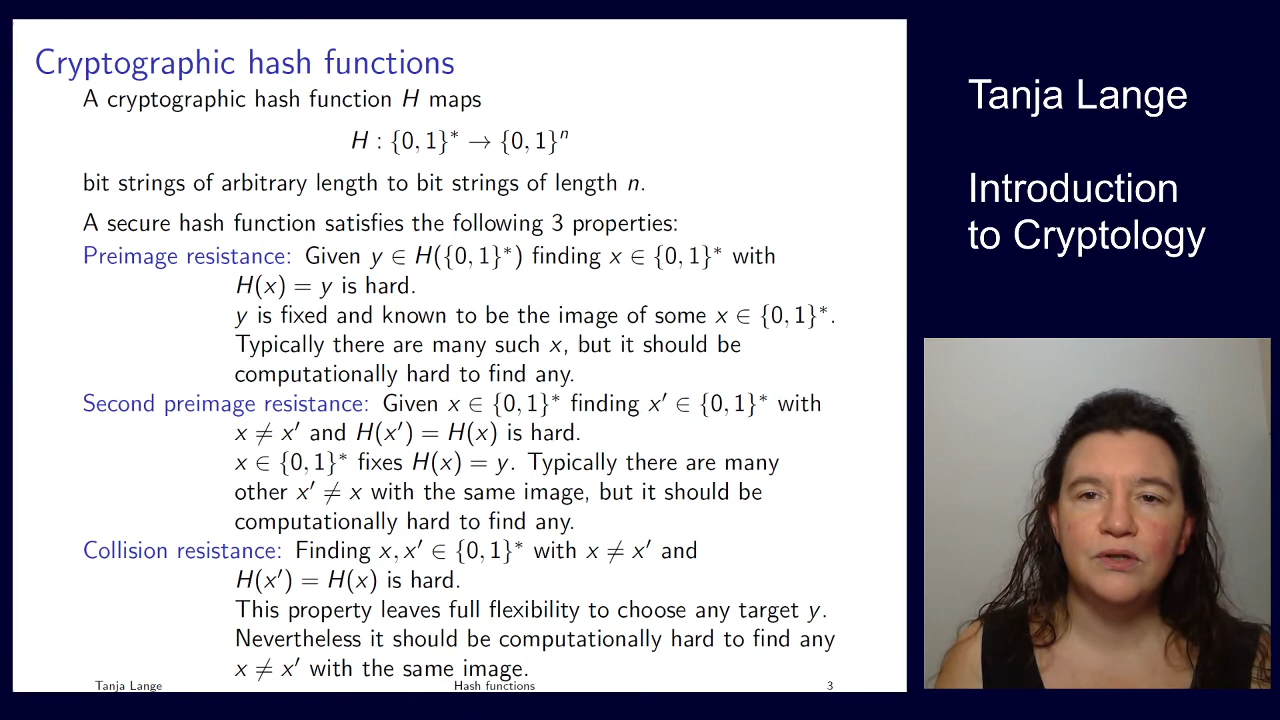 Cryptographic hash functions
A cryptographic hash function H maps
H : {0, 1}* → {0, 1}ⁿ
bit strings of arbitrary length to bit strings of length n.
A secure hash function satisfies the following 3 properties:
Preimage resistance: Given y ∈ H({0, 1}*) finding x ∈ {0, 1}* with
H(x) = y is hard.
y is fixed and known to be the image of some x ∈ {0, 1}*.
Typically there are many such x, but it should be
computationally hard to find any.
Second preimage resistance: Given x ∈ {0, 1}* finding x′ ∈ {0, 1}* with
x ≠ x′ and H(x′) = H(x) is hard.
x ∈ {0, 1}* fixes H(x) = y. Typically there are many
other x′ ≠ x with the same image, but it should be
computationally hard to find any.
Collision resistance: Finding x, x′ ∈ {0, 1}* with x ≠ x′ and
H(x′) = H(x) is hard.
This property leaves full flexibility to choose any target y.
Nevertheless it should be computationally hard to find any
x ≠ x′ with the same image.
Tanja Lange Hash functions 3
Tanja Lange
Introduction
to Cryptology